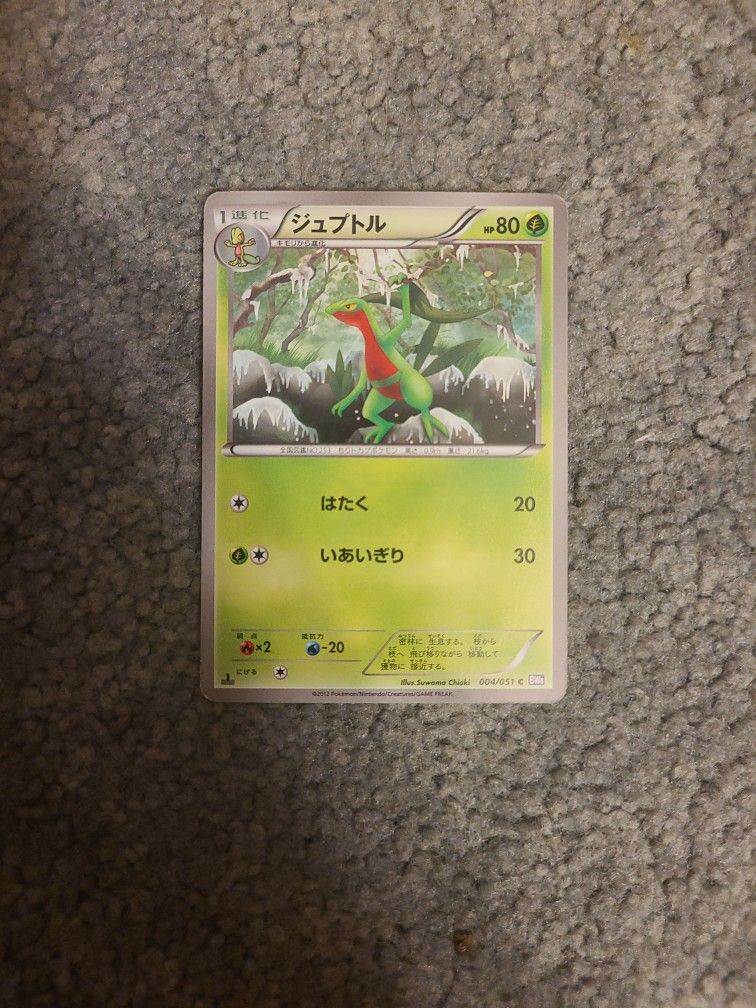 1進化 ジュプトル HP80
キモリから進化
全国図鑑NO.253 もりトカゲポケモン 高さ:0.9m 重さ:21.6kg
はたく 20
いあいぎり 30
弱点 抵抗力
×2 -20
にげる
密林に 生息する。枝から
枝へ 飛び移りながら 移動して
獲物に 接近する。
1
Illus.Suwama Chiaki 004/051 C
©2012 Pokémon/Nintendo/Creatures/GAME FREAK.